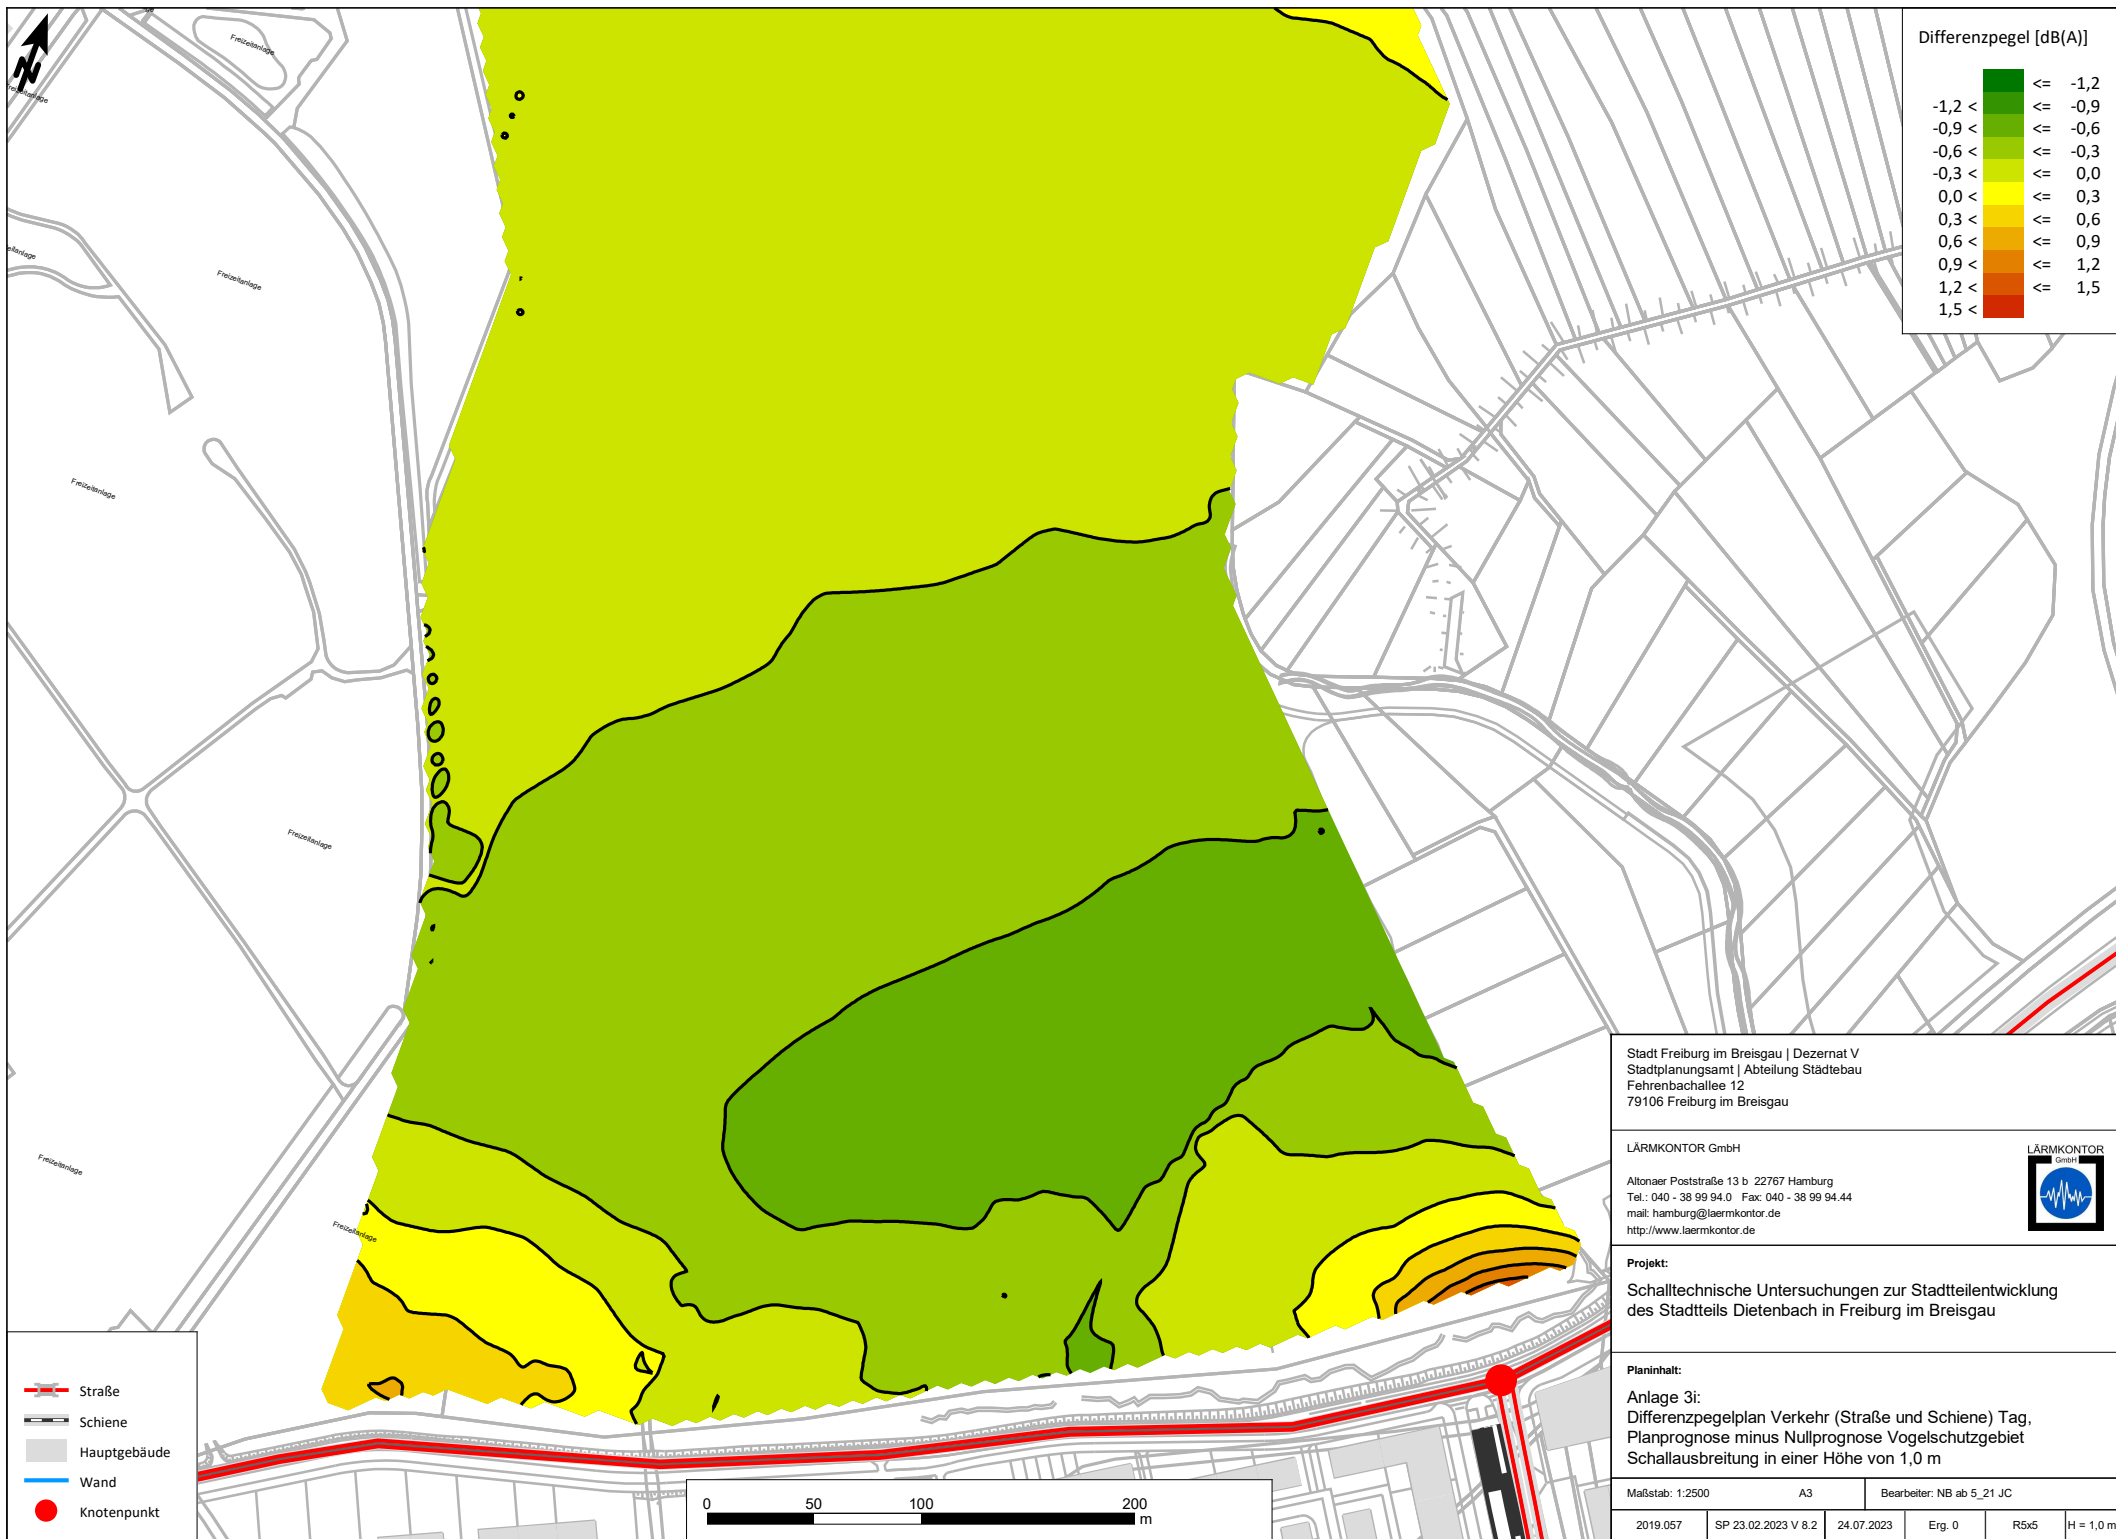 Differenzpegel [dB(A)]
<= -1,2
-1,2 < <= -0,9
-0,9 < <= -0,6
-0,6 < <= -0,3
-0,3 < <= 0,0
0,0 < <= 0,3
0,3 < <= 0,6
0,6 < <= 0,9
0,9 < <= 1,2
1,2 < <= 1,5
1,5 <
N
Freizeitanlage
Freizeitanlage
Freizeitanlage
Freizeitanlage
Freizeitanlage
Freizeitanlage
Freizeitanlage
Straße
Schiene
Hauptgebäude
Wand
Knotenpunkt
0 50 100 200
m
Stadt Freiburg im Breisgau | Dezernat V
Stadtplanungsamt | Abteilung Städtebau
Fehrenbachallee 12
79106 Freiburg im Breisgau
LÄRMKONTOR GmbH
Altonaer Poststraße 13 b 22767 Hamburg
Tel.: 040 - 38 99 94.0 Fax: 040 - 38 99 94.44
mail: hamburg@laermkontor.de
http://www.laermkontor.de
LÄRMKONTOR
GmbH
Projekt:
Schalltechnische Untersuchungen zur Stadtteilentwicklung
des Stadtteils Dietenbach in Freiburg im Breisgau
Planinhalt:
Anlage 3i:
Differenzpegelplan Verkehr (Straße und Schiene) Tag,
Planprognose minus Nullprognose Vogelschutzgebiet
Schallausbreitung in einer Höhe von 1,0 m
Maßstab: 1:2500 A3 Bearbeiter: NB ab 5_21 JC
2019.057 SP 23.02.2023 V 8.2 24.07.2023 Erg. 0 R5x5 H = 1,0 m